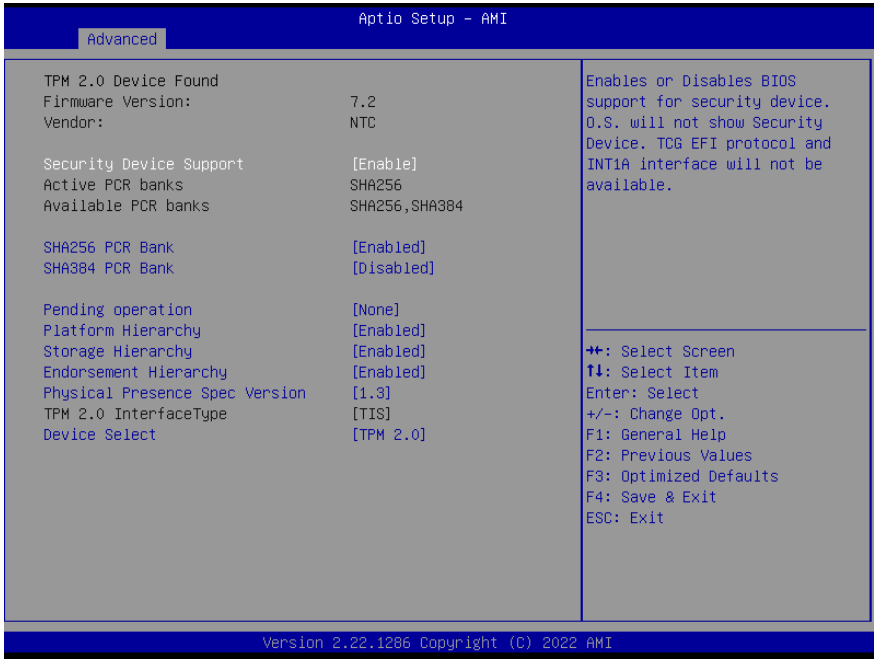 Aptio Setup - AMI
Advanced
TPM 2.0 Device Found
Firmware Version: 7.2
Vendor: NTC
Security Device Support [Enable]
Active PCR banks SHA256
Available PCR banks SHA256,SHA384
SHA256 PCR Bank [Enabled]
SHA384 PCR Bank [Disabled]
Pending operation [None]
Platform Hierarchy [Enabled]
Storage Hierarchy [Enabled]
Endorsement Hierarchy [Enabled]
Physical Presence Spec Version [1.3]
TPM 2.0 InterfaceType [TIS]
Device Select [TPM 2.0]
Enables or Disables BIOS
support for security device.
O.S. will not show Security
Device. TCG EFI protocol and
INT1A interface will not be
available.
→←: Select Screen
↑↓: Select Item
Enter: Select
+/-: Change Opt.
F1: General Help
F2: Previous Values
F3: Optimized Defaults
F4: Save & Exit
ESC: Exit
Version 2.22.1286 Copyright (C) 2022 AMI